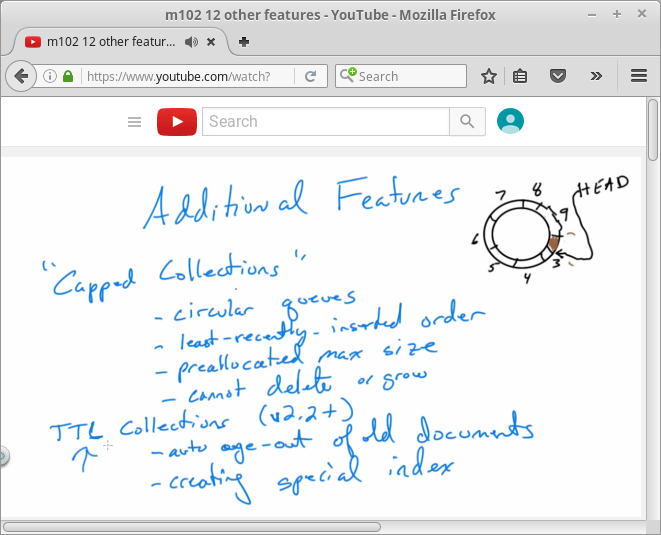 m102 12 other features - YouTube - Mozilla Firefox
m102 12 other featur...
https://www.youtube.com/watch?
Search
Search
Additional Features
7 8 9 HEAD
6 5 4 3
"Capped Collections"
- circular queues
- least-recently-inserted order
- preallocated max size
- cannot delete or grow
TTL Collections (v2.2+)
- auto age-out of old documents
- creating special index